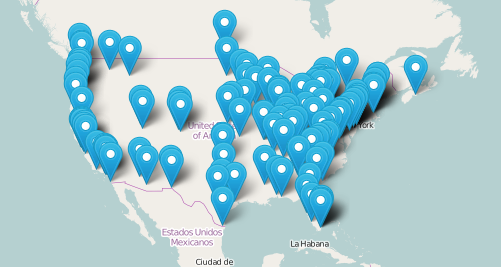 United
of A
York
Estados Unidos
Mexicanos
La Habana
Ciudad de